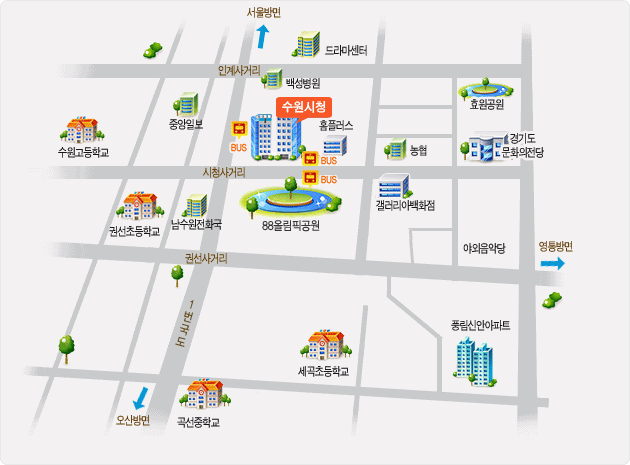 서울방면
드라마센터
인계사거리
백성병원
수원시청
효원공원
중앙일보
홈플러스
BUS
수원고등학교
농협
경기도
문화의전당
BUS
시청사거리
BUS
갤러리아백화점
권선초등학교
남수원전화국
88올림픽공원
야외음악당
영통방면
권선사거리
1번국도
풍림신안아파트
세곡초등학교
오산방면
곡선중학교